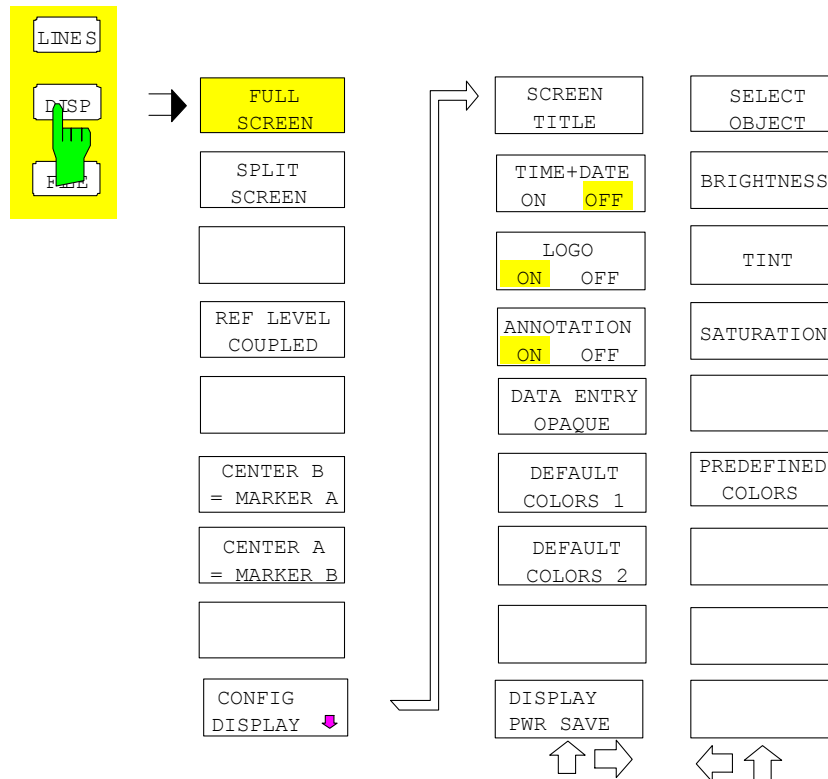 LINES
DISP
FILE
FULL
SCREEN
SPLIT
SCREEN
REF LEVEL
COUPLED
CENTER B
= MARKER A
CENTER A
= MARKER B
CONFIG
DISPLAY
SCREEN
TITLE
TIME+DATE
ON OFF
LOGO
ON OFF
ANNOTATION
ON OFF
DATA ENTRY
OPAQUE
DEFAULT
COLORS 1
DEFAULT
COLORS 2
DISPLAY
PWR SAVE
SELECT
OBJECT
BRIGHTNESS
TINT
SATURATION
PREDEFINED
COLORS